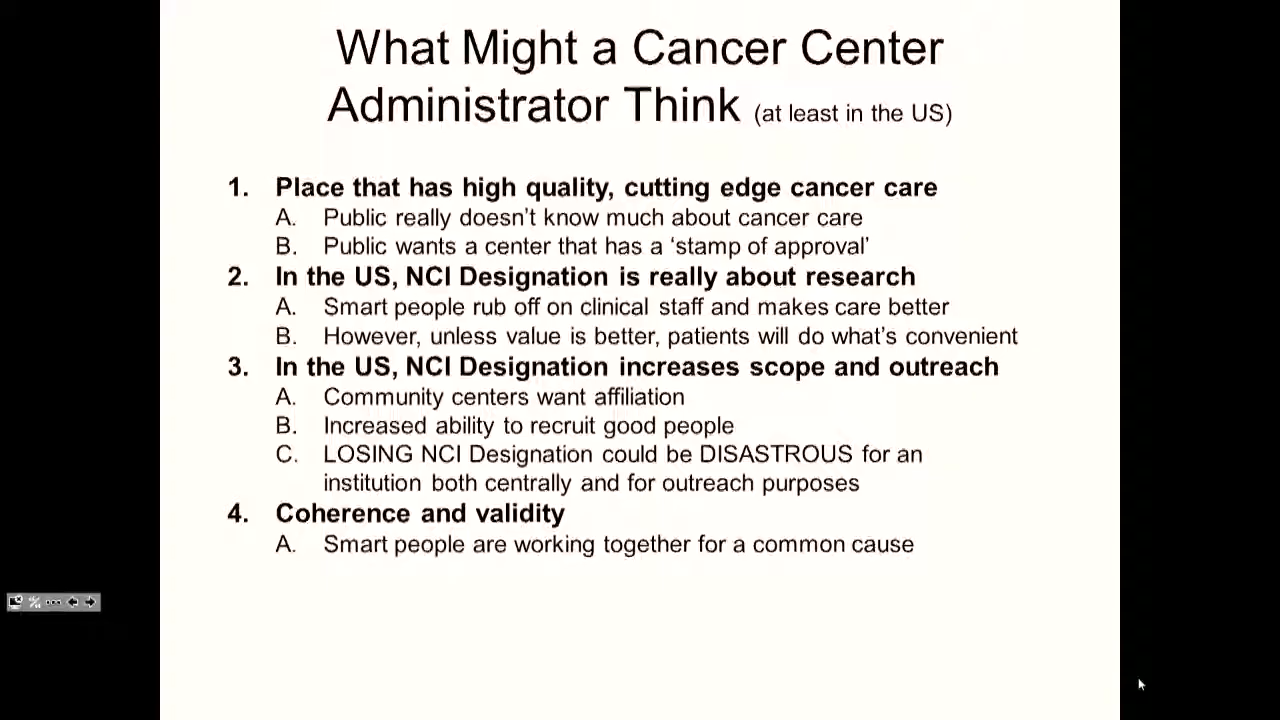 What Might a Cancer Center
Administrator Think (at least in the US)
1. Place that has high quality, cutting edge cancer care
A. Public really doesn't know much about cancer care
B. Public wants a center that has a ‘stamp of approval’
2. In the US, NCI Designation is really about research
A. Smart people rub off on clinical staff and makes care better
B. However, unless value is better, patients will do what's convenient
3. In the US, NCI Designation increases scope and outreach
A. Community centers want affiliation
B. Increased ability to recruit good people
C. LOSING NCI Designation could be DISASTROUS for an
institution both centrally and for outreach purposes
4. Coherence and validity
A. Smart people are working together for a common cause